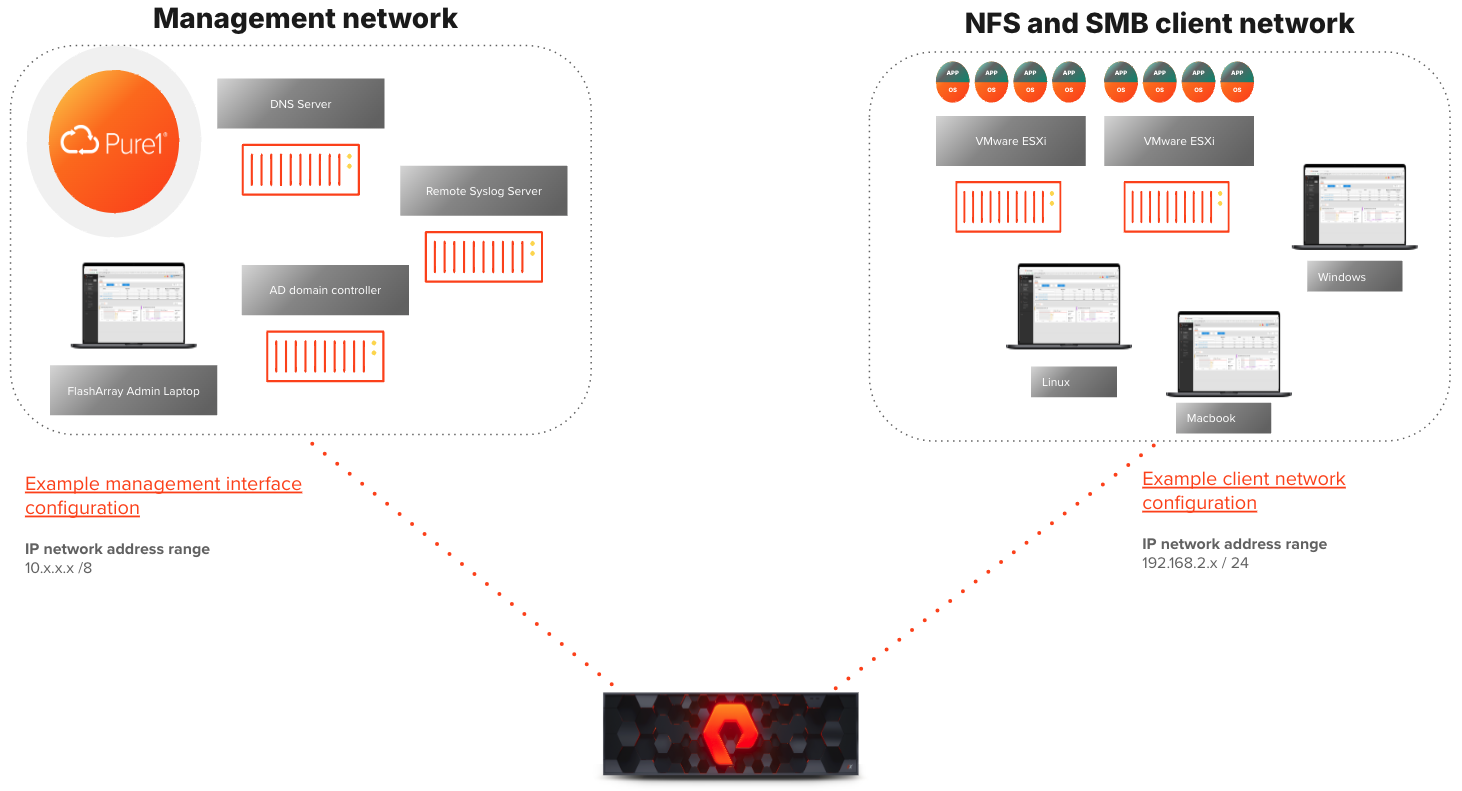 Management network
Pure1®
DNS Server
Remote Syslog Server
AD domain controller
FlashArray Admin Laptop
Example management interface
configuration
IP network address range
10.x.x.x /8
NFS and SMB client network
APP APP APP APP APP APP APP APP
OS OS OS OS OS OS OS OS
VMware ESXi VMware ESXi
Windows
Linux
Macbook
Example client network
configuration
IP network address range
192.168.2.x / 24